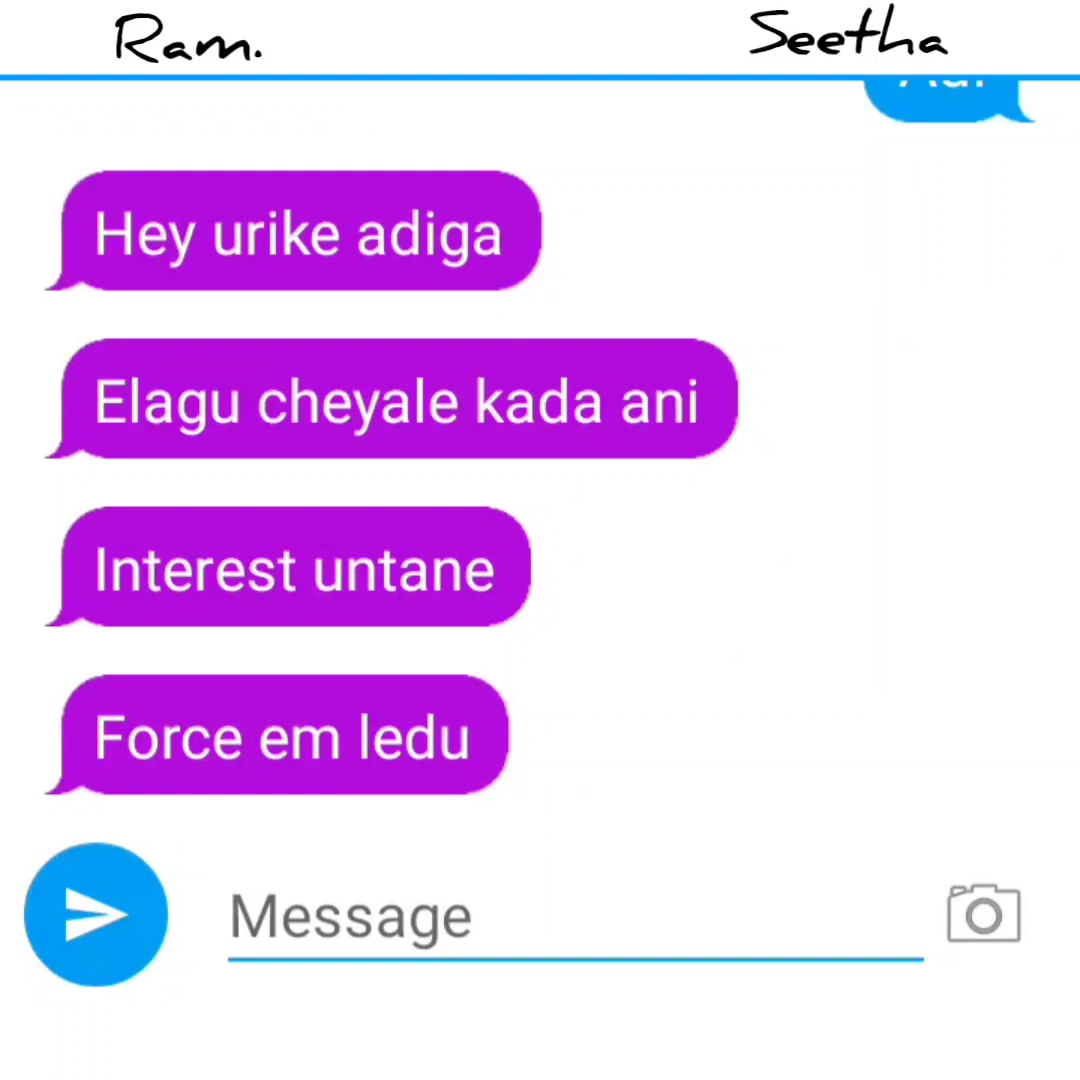 Ram.
Seetha
Hey urike adiga
Elagu cheyale kada ani
Interest untane
Force em ledu
Message